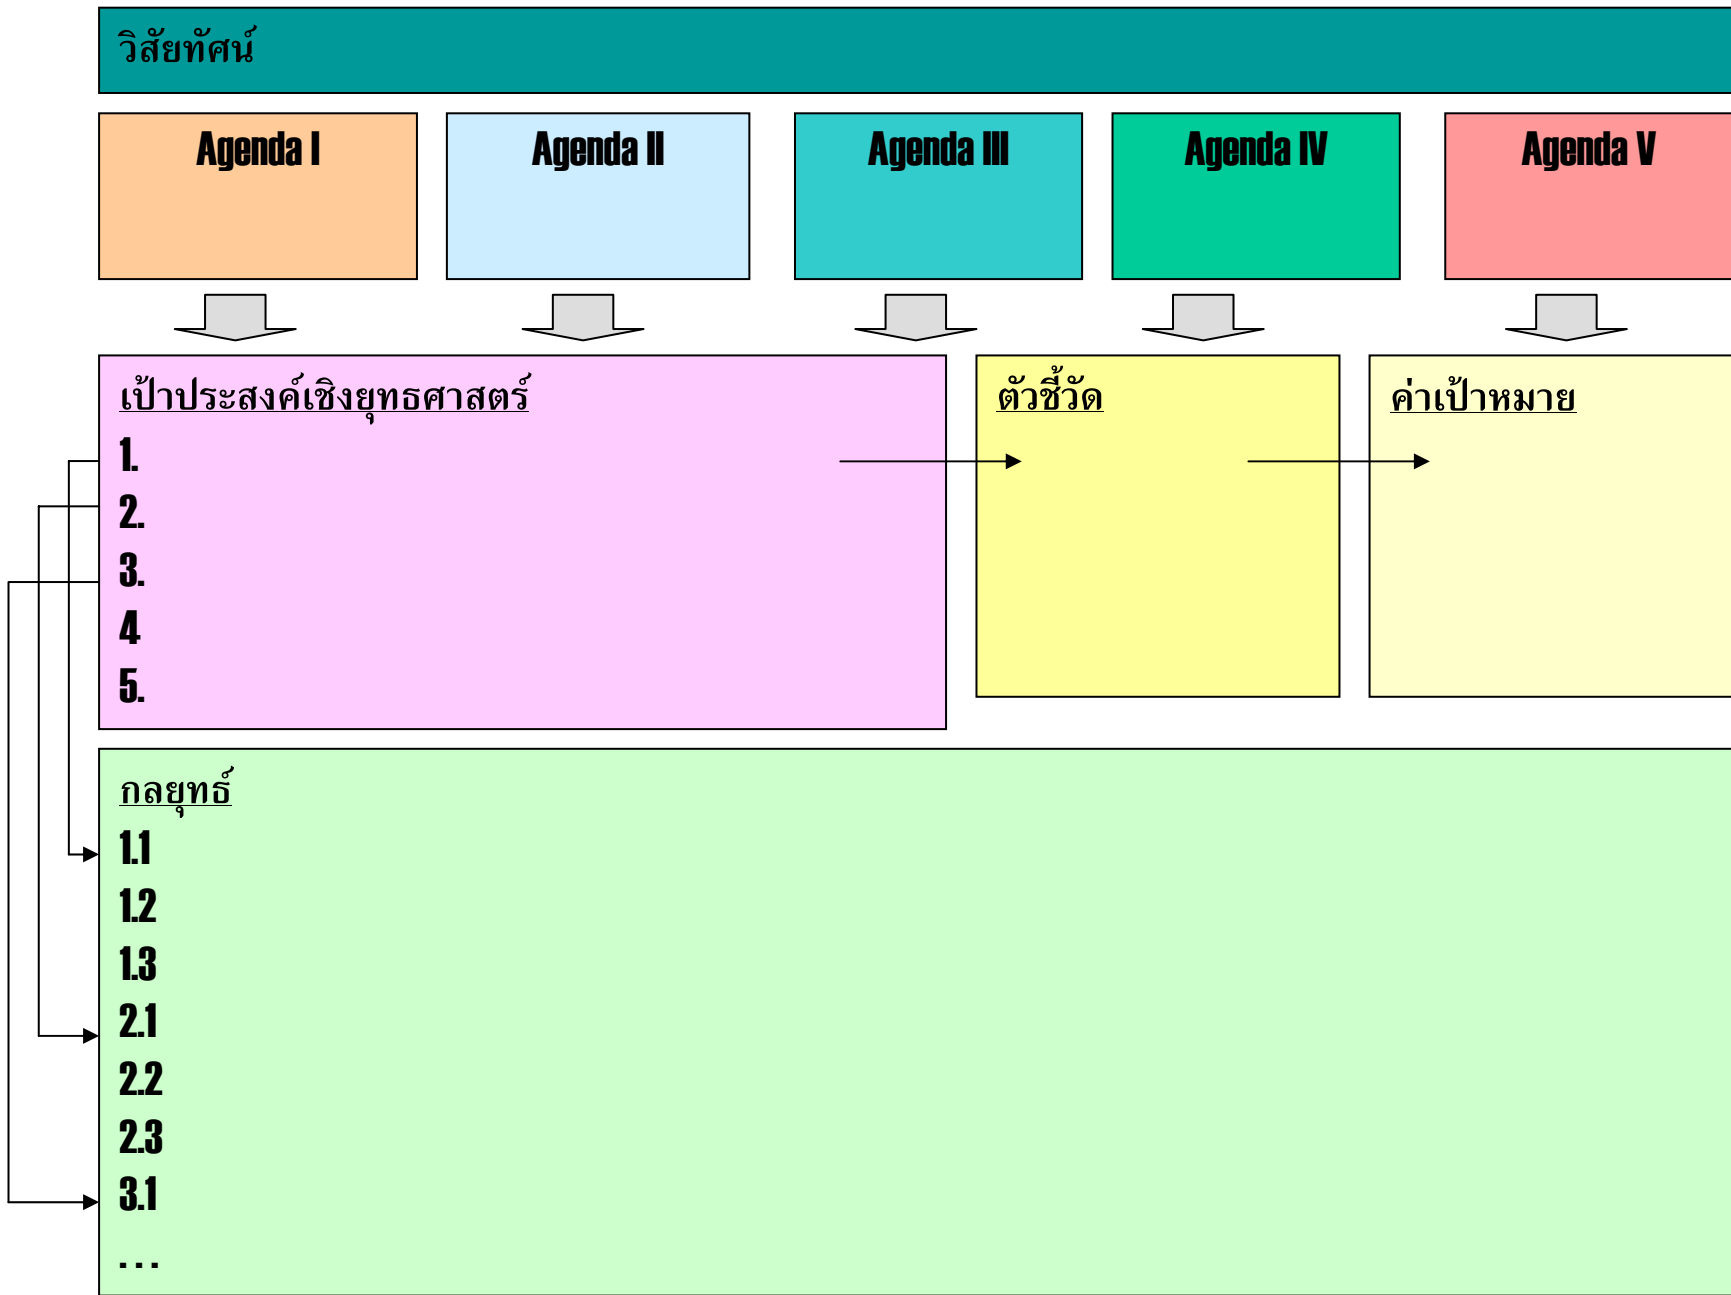 วิสัยทัศน์
Agenda I
Agenda II
Agenda III
Agenda IV
Agenda V
เป้าประสงค์เชิงยุทธศาสตร์
1.
2.
3.
4
5.
ตัวชี้วัด
ค่าเป้าหมาย
กลยุทธ์
1.1
1.2
1.3
2.1
2.2
2.3
3.1
...